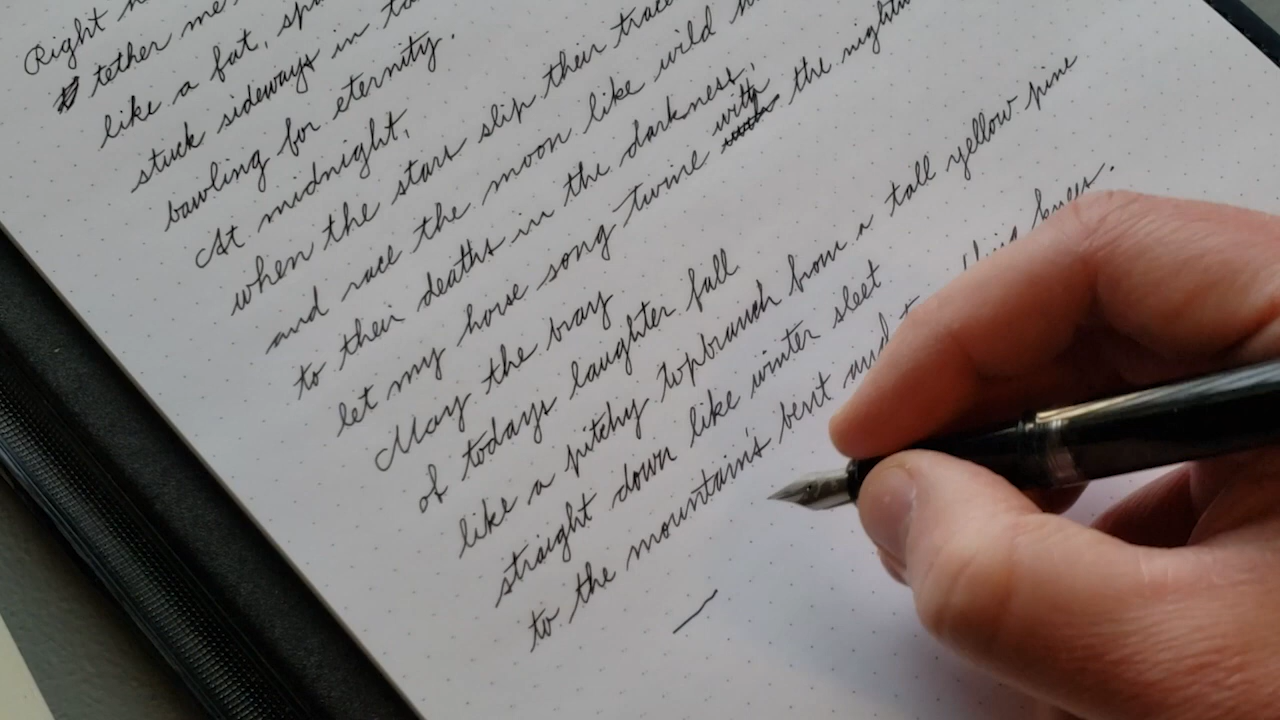 Right
tether me
like a fat,
stuck sideways in
bawling for eternity.
At midnight,
when the stars slip their
and race the moon like wild
to their deaths in the darkness,
let my horse song twine with the
May the bray
of todays laughter fall
like a pitchy topbranch from a tall yellow pine
straight down like winter sleet
to the mountain's bent and knees.